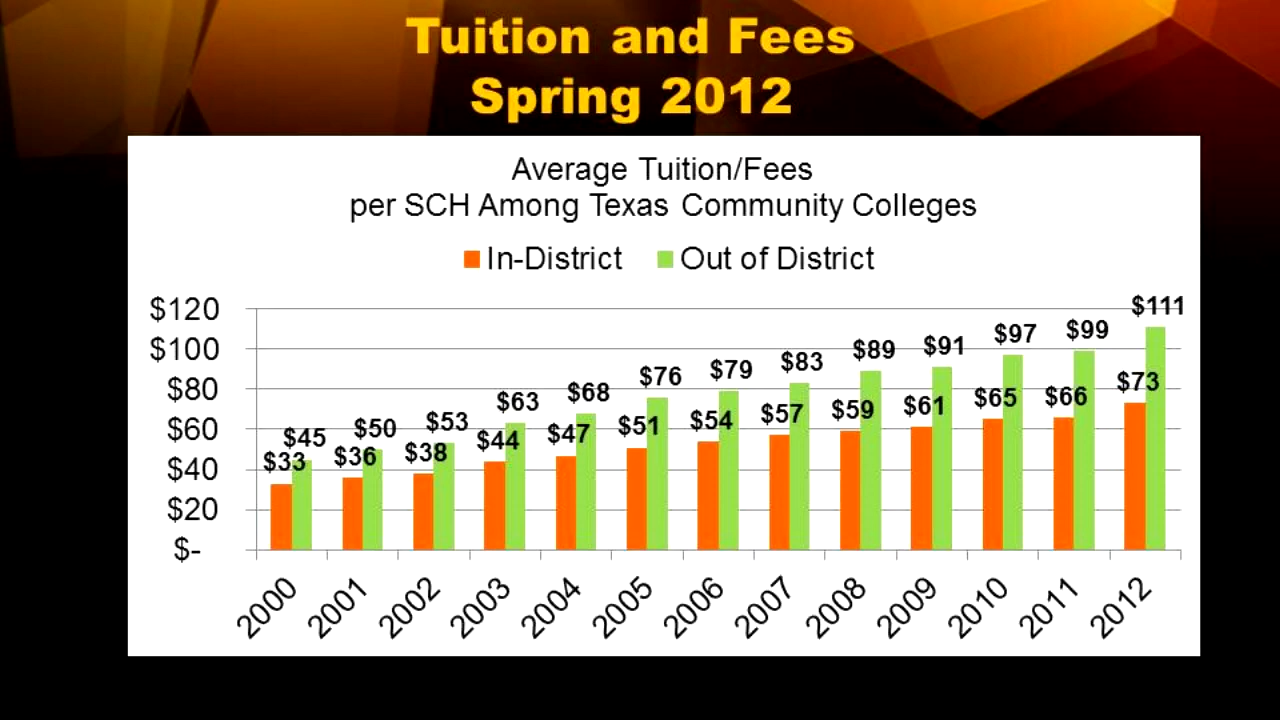 Tuition and Fees
Spring 2012
Average Tuition/Fees
per SCH Among Texas Community Colleges
In-District Out of District
$120
$100
$80
$60
$40
$20
$-
$33 $45 $36 $50 $38 $53 $44 $63 $47 $68 $51 $76 $54 $79 $57 $83 $59 $89 $61 $91 $65 $97 $66 $99 $73 $111
2000 2001 2002 2003 2004 2005 2006 2007 2008 2009 2010 2011 2012